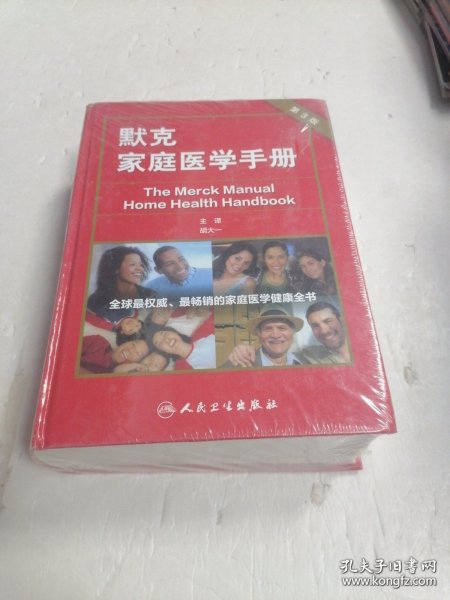 第3版
默克
家庭医学手册
The Merck Manual
Home Health Handbook
主 译
胡大一
全球最权威、最畅销的家庭医学健康全书
人民卫生出版社
孔夫子旧书网
www.kongfz.com